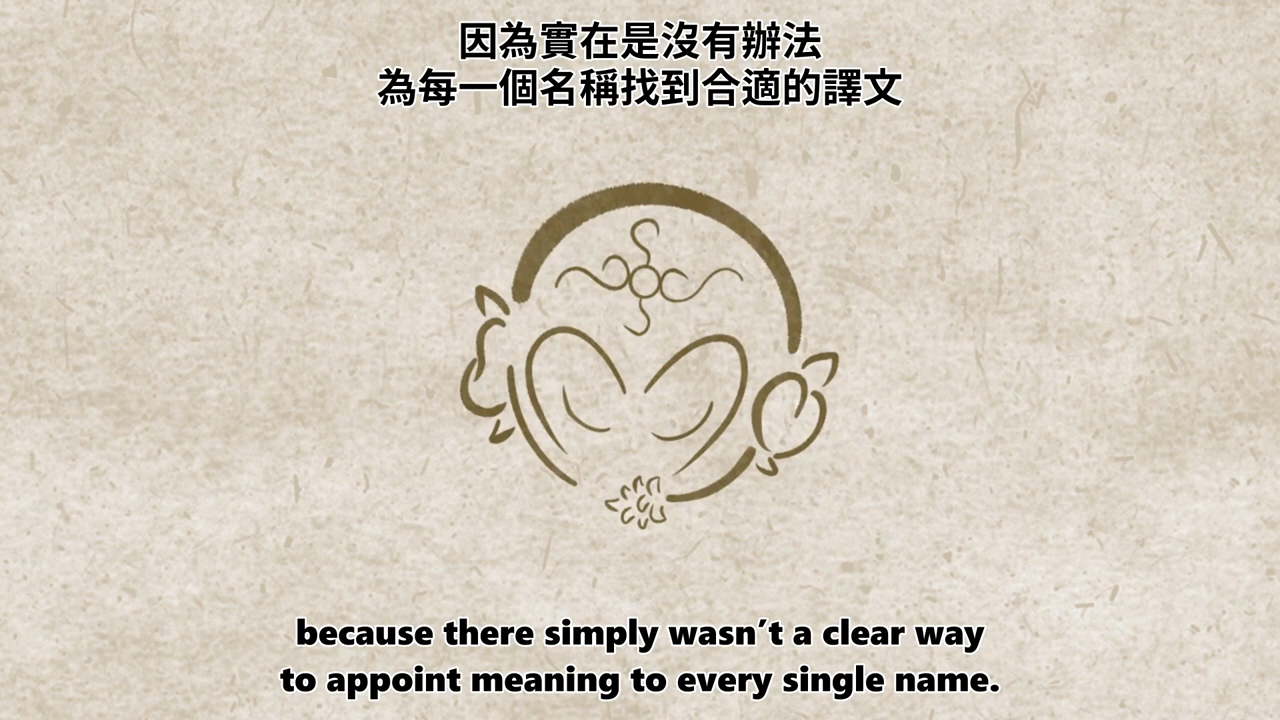 因為實在是沒有辦法
為每一個名稱找到合適的譯文
because there simply wasn’t a clear way
to appoint meaning to every single name.